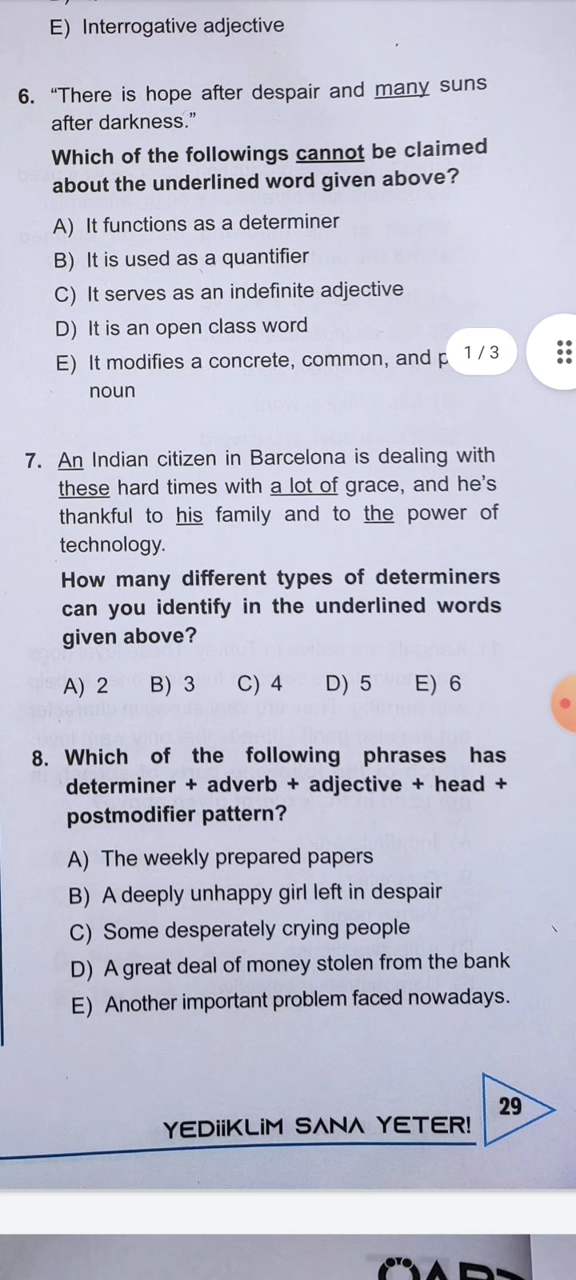 E) Interrogative adjective
6. “There is hope after despair and many suns
after darkness.”
Which of the followings cannot be claimed
about the underlined word given above?
A) It functions as a determiner
B) It is used as a quantifier
C) It serves as an indefinite adjective
D) It is an open class word
E) It modifies a concrete, common, and
1 / 3
noun
7. An Indian citizen in Barcelona is dealing with
these hard times with a lot of grace, and he's
thankful to his family and to the power of
technology.
How many different types of determiners
can you identify in the underlined words
given above?
A) 2 B) 3 C) 4 D) 5 E) 6
8. Which of the following phrases has
determiner + adverb + adjective + head +
postmodifier pattern?
A) The weekly prepared papers
B) A deeply unhappy girl left in despair
C) Some desperately crying people
D) A great deal of money stolen from the bank
E) Another important problem faced nowadays.
29
YEDiiKLiM SANA YETER!